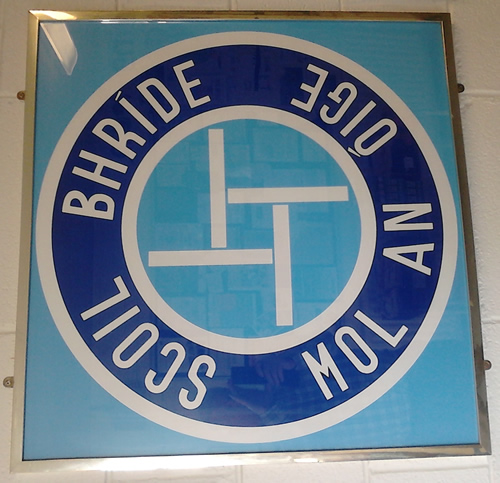 SCOIL BHRÍDE
MOL AN ÓIGE